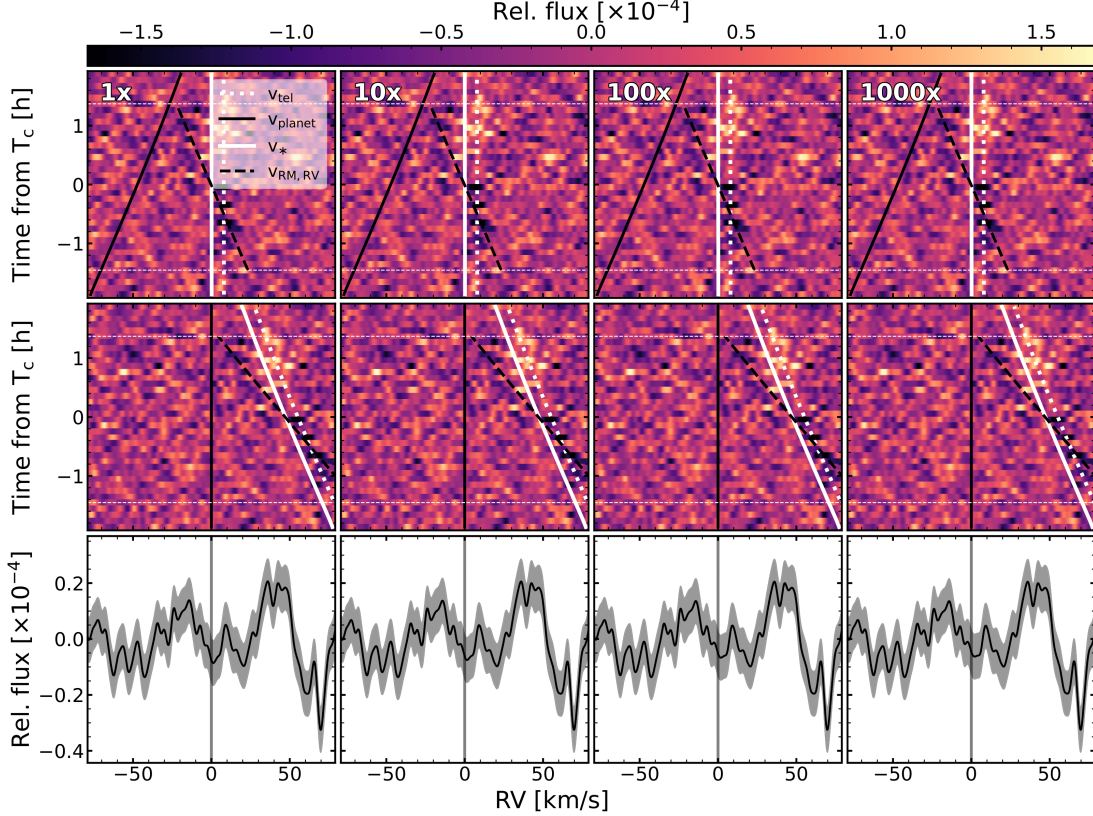 Rel. flux [×10⁻⁴]
−1.5 −1.0 −0.5 0.0 0.5 1.0 1.5
1x 10x 100x 1000x
v_tel
v_planet
v_*
v_RM, RV
Time from T_c [h]
1
0
−1
Time from T_c [h]
1
0
−1
Rel. flux [×10⁻⁴]
0.2
0.0
−0.2
−0.4
−50 0 50 −50 0 50 −50 0 50 −50 0 50
RV [km/s]